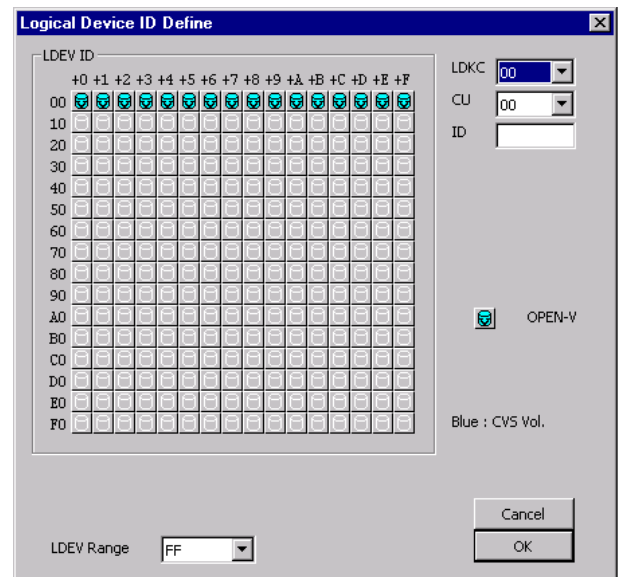 Logical Device ID Define
LDEV ID
+0 +1 +2 +3 +4 +5 +6 +7 +8 +9 +A +B +C +D +E +F
00
10
20
30
40
50
60
70
80
90
A0
B0
C0
D0
E0
F0
LDKC 00
CU 00
ID
OPEN-V
Blue : CVS Vol.
LDEV Range FF
Cancel
OK